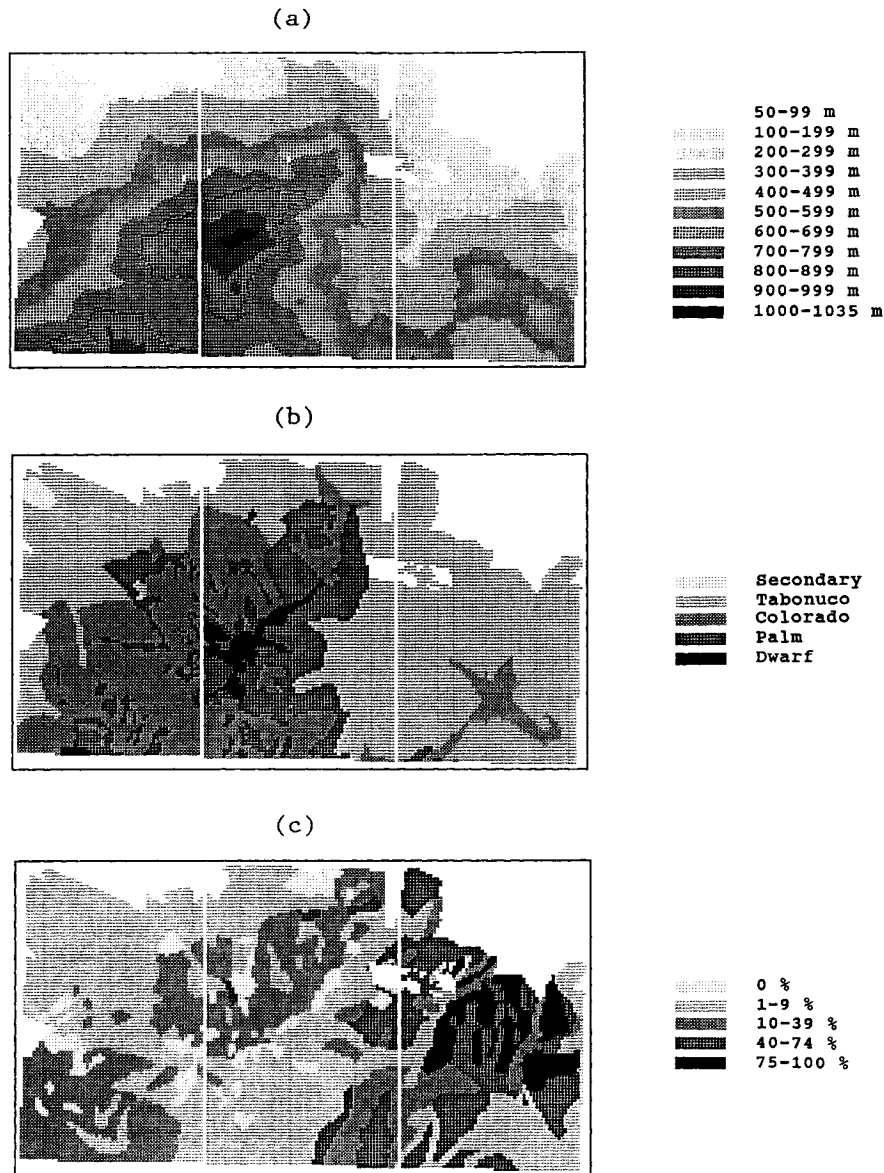 (a)
50-99 m
100-199 m
200-299 m
300-399 m
400-499 m
500-599 m
600-699 m
700-799 m
800-899 m
900-999 m
1000-1035 m
(b)
Secondary
Tabonuco
Colorado
Palm
Dwarf
(c)
0 %
1-9 %
10-39 %
40-74 %
75-100 %